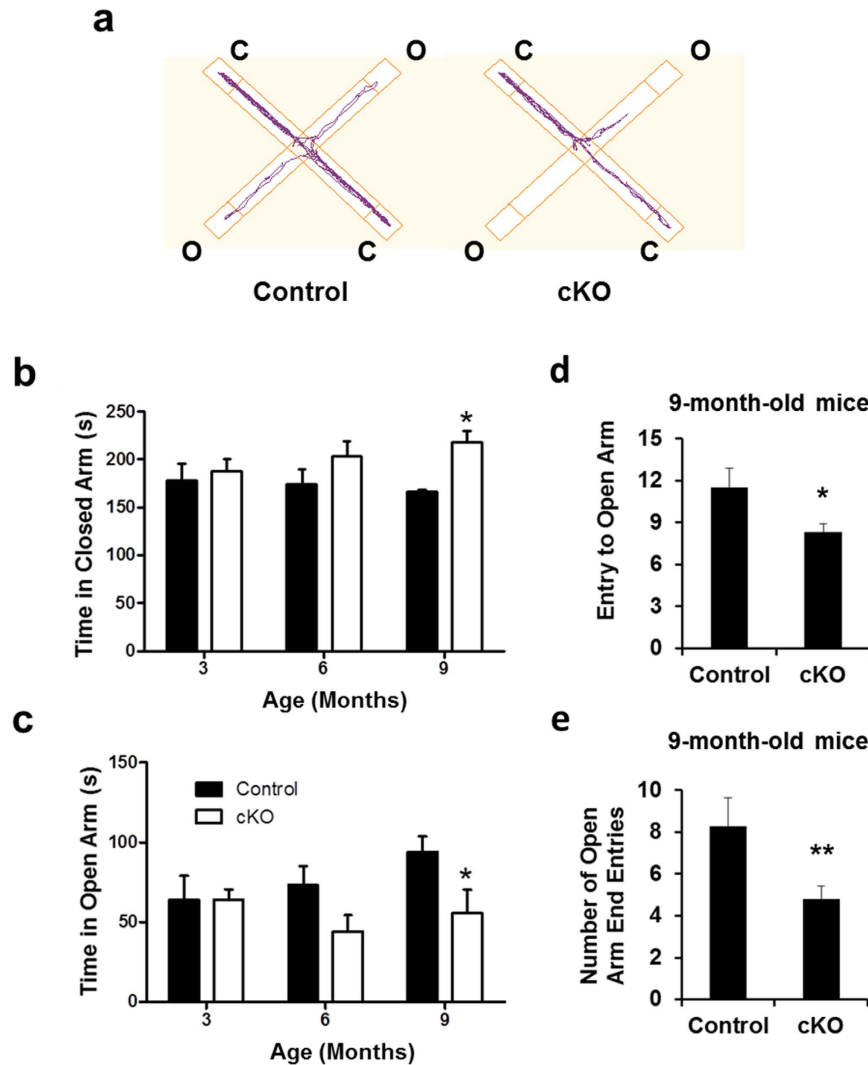 a
C O C O
O C O C
Control cKO
b
Time in Closed Arm (s)
250
200
150
100
50
0
3 6 9
Age (Months)
*
c
Time in Open Arm (s)
150
100
50
0
Control
cKO
*
3 6 9
Age (Months)
d
9-month-old mice
Entry to Open Arm
15
12
9
6
3
0
*
Control cKO
e
9-month-old mice
Number of Open
Arm End Entries
10
8
6
4
2
0
**
Control cKO